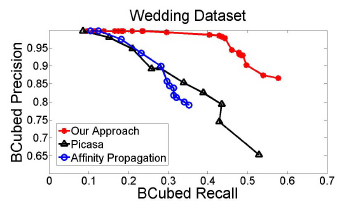 Wedding Dataset
BCubed Precision
0.95
0.9
0.85
0.8
0.75
0.7
0.65
Our Approach
Picasa
Affinity Propagation
0 0.1 0.2 0.3 0.4 0.5 0.6 0.7
BCubed Recall